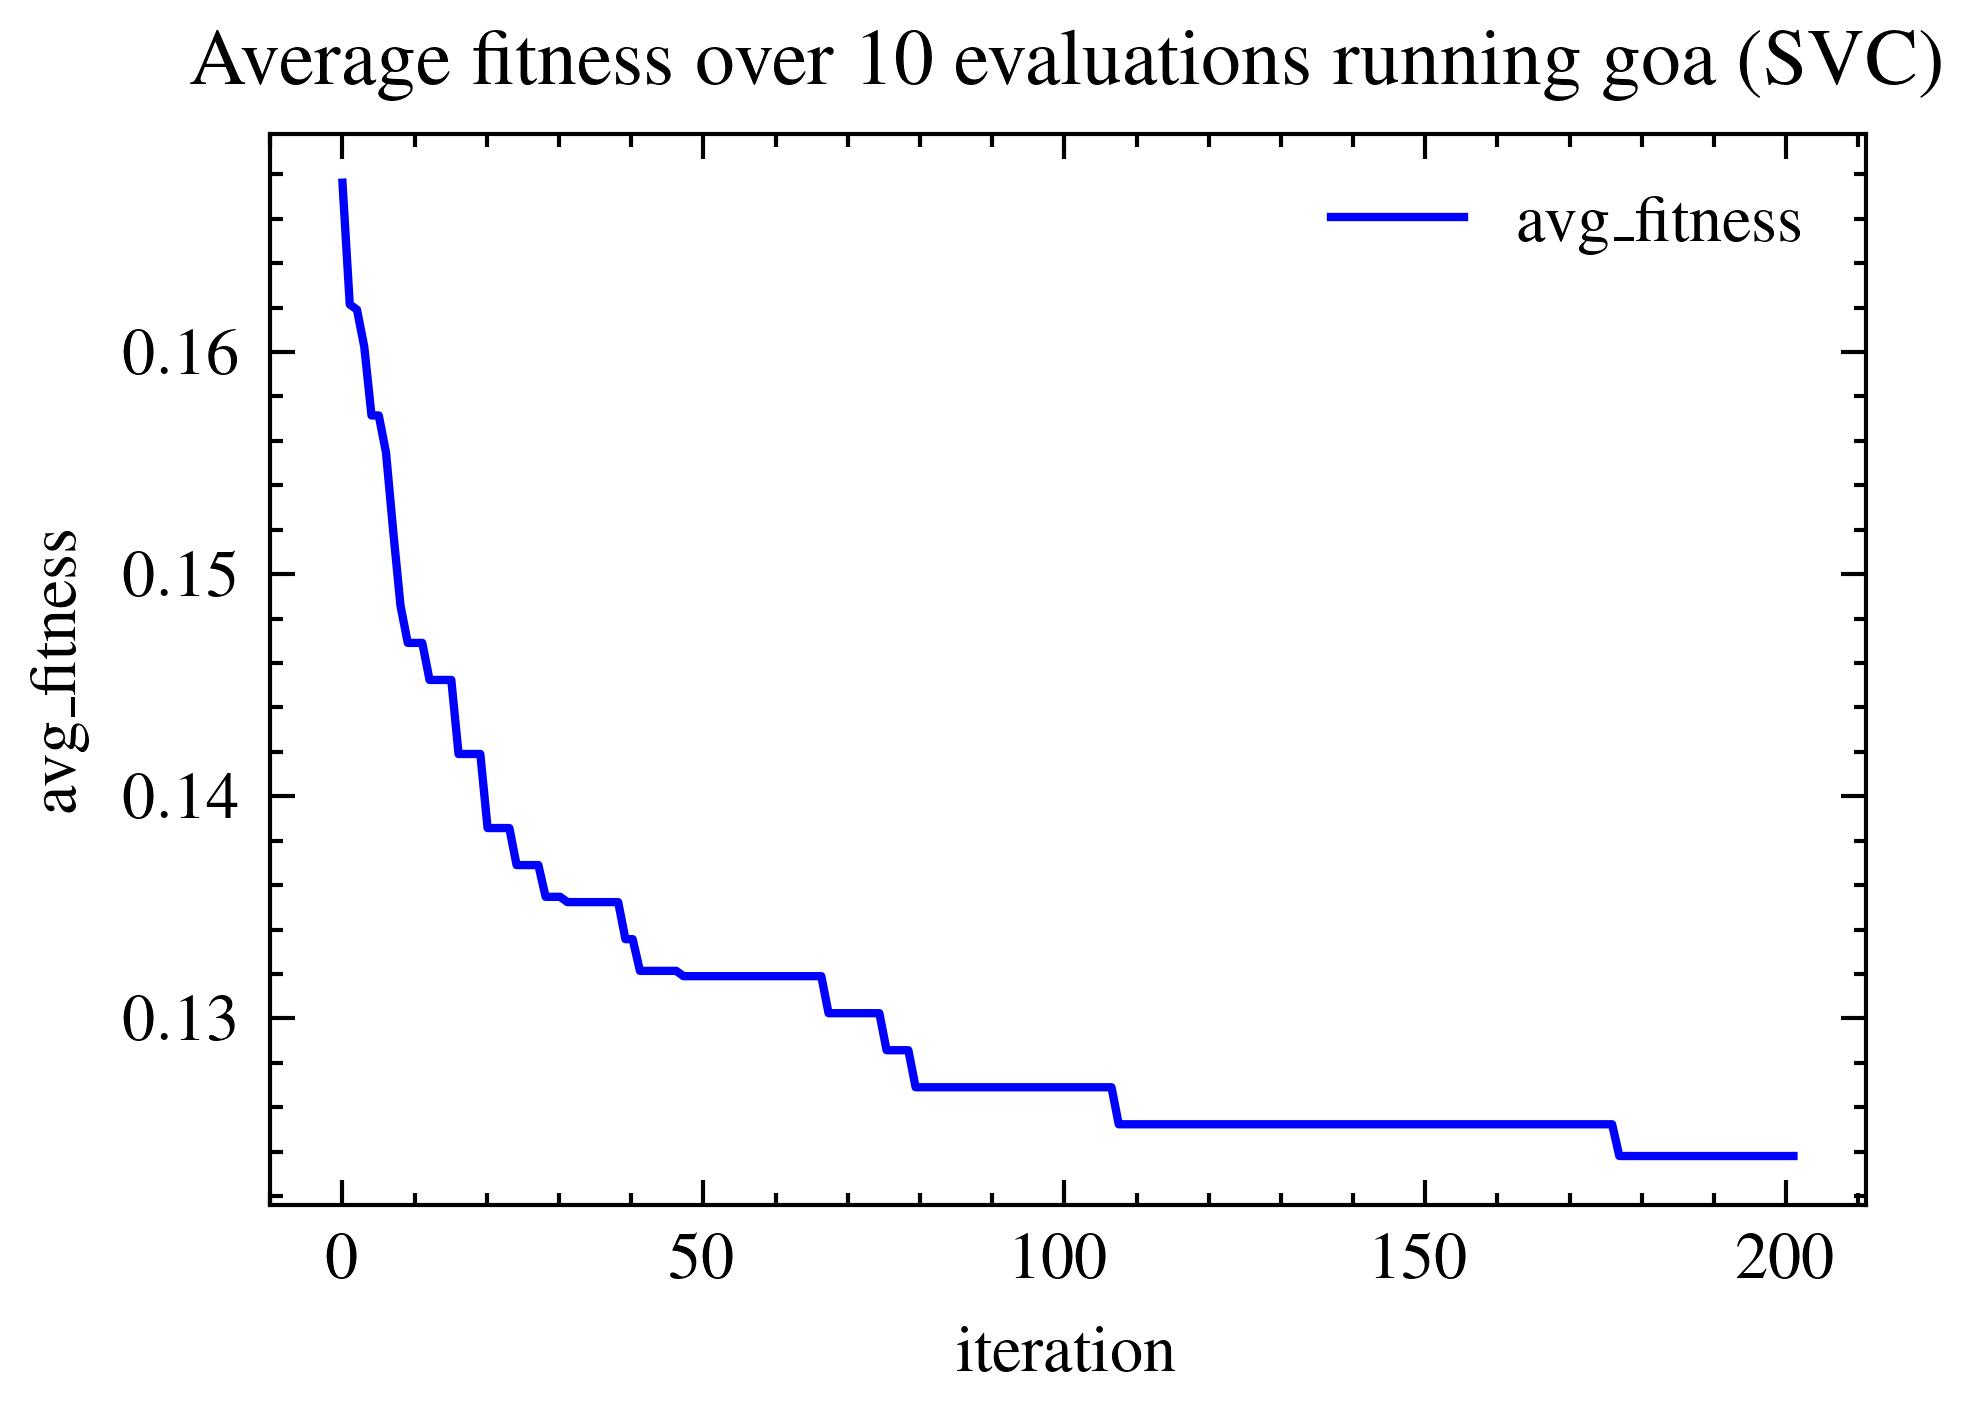 Average fitness over 10 evaluations running goa (SVC)
avg_fitness
0.16
0.15
0.14
0.13
avg_fitness
0
50
100
150
200
iteration